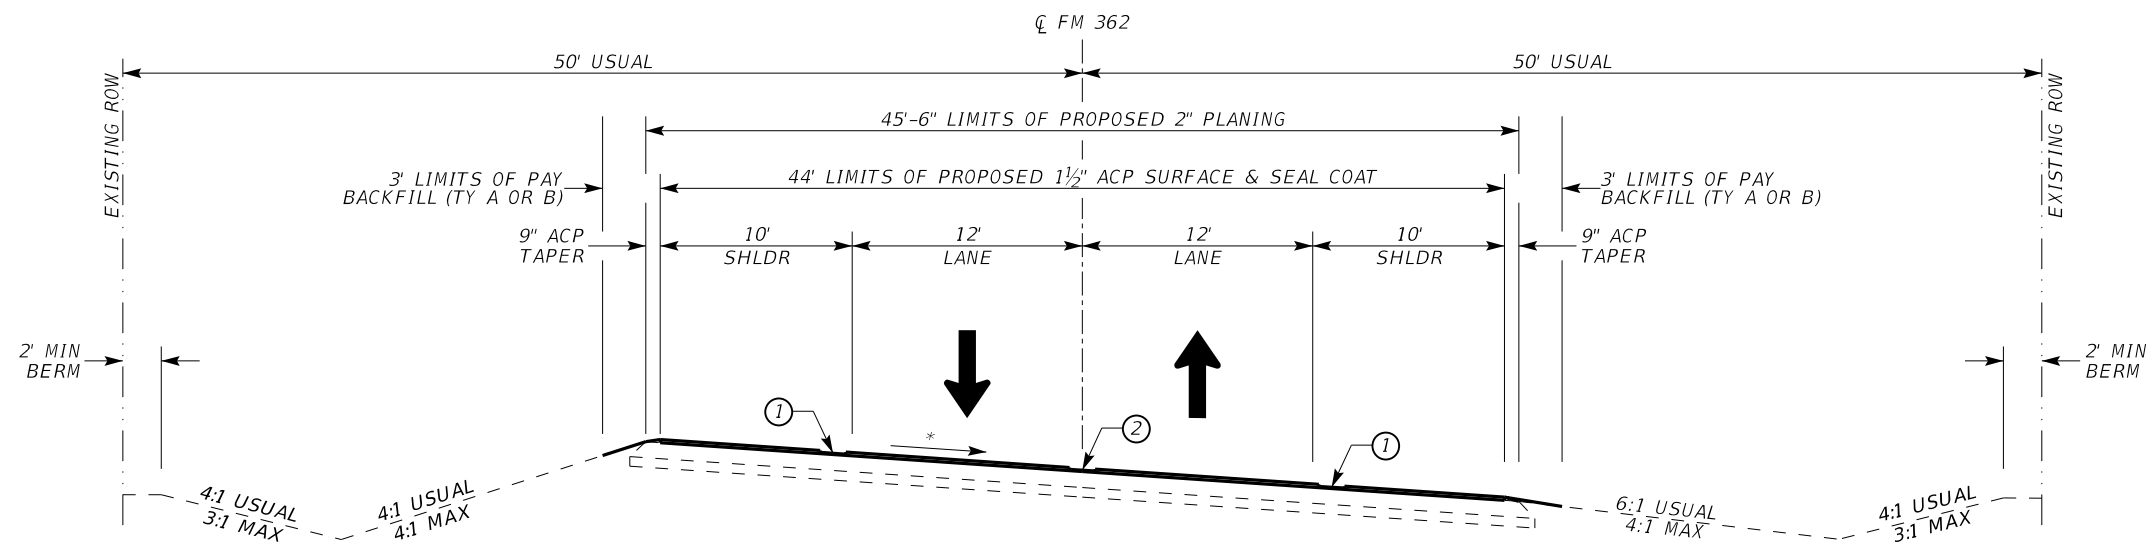 ℄ FM 362
50' USUAL
50' USUAL
EXISTING ROW
EXISTING ROW
45'-6" LIMITS OF PROPOSED 2" PLANING
3' LIMITS OF PAY
BACKFILL (TY A OR B)
44' LIMITS OF PROPOSED 1½" ACP SURFACE & SEAL COAT
3' LIMITS OF PAY
BACKFILL (TY A OR B)
9" ACP
TAPER
10'
SHLDR
12'
LANE
12'
LANE
10'
SHLDR
9" ACP
TAPER
2' MIN
BERM
2' MIN
BERM
1
*
2
1
4:1 USUAL
3:1 MAX
4:1 USUAL
4:1 MAX
6:1 USUAL
4:1 MAX
4:1 USUAL
3:1 MAX